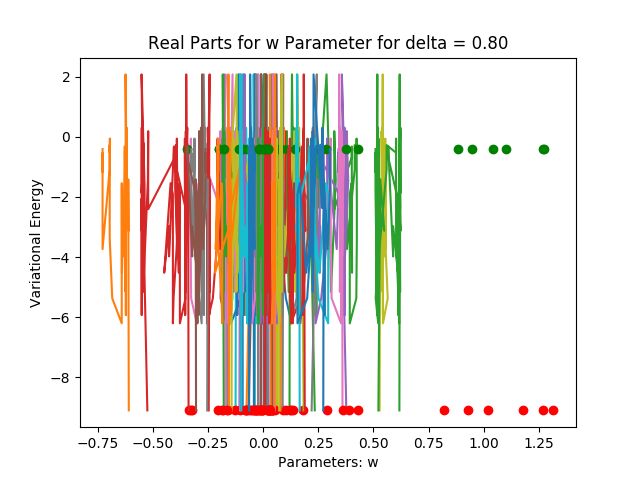 Real Parts for w Parameter for delta = 0.80
2
0
−2
−4
−6
−8
Variational Energy
−0.75 −0.50 −0.25 0.00 0.25 0.50 0.75 1.00 1.25
Parameters: w